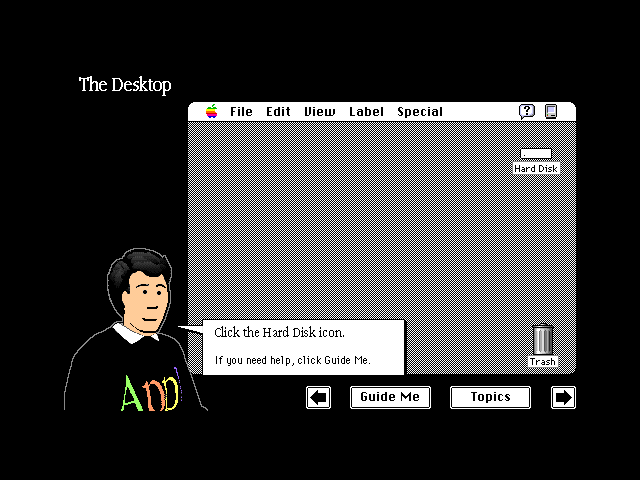 The Desktop
File Edit View Label Special
Hard Disk
Click the Hard Disk icon.
If you need help, click Guide Me.
Trash
Guide Me
Topics